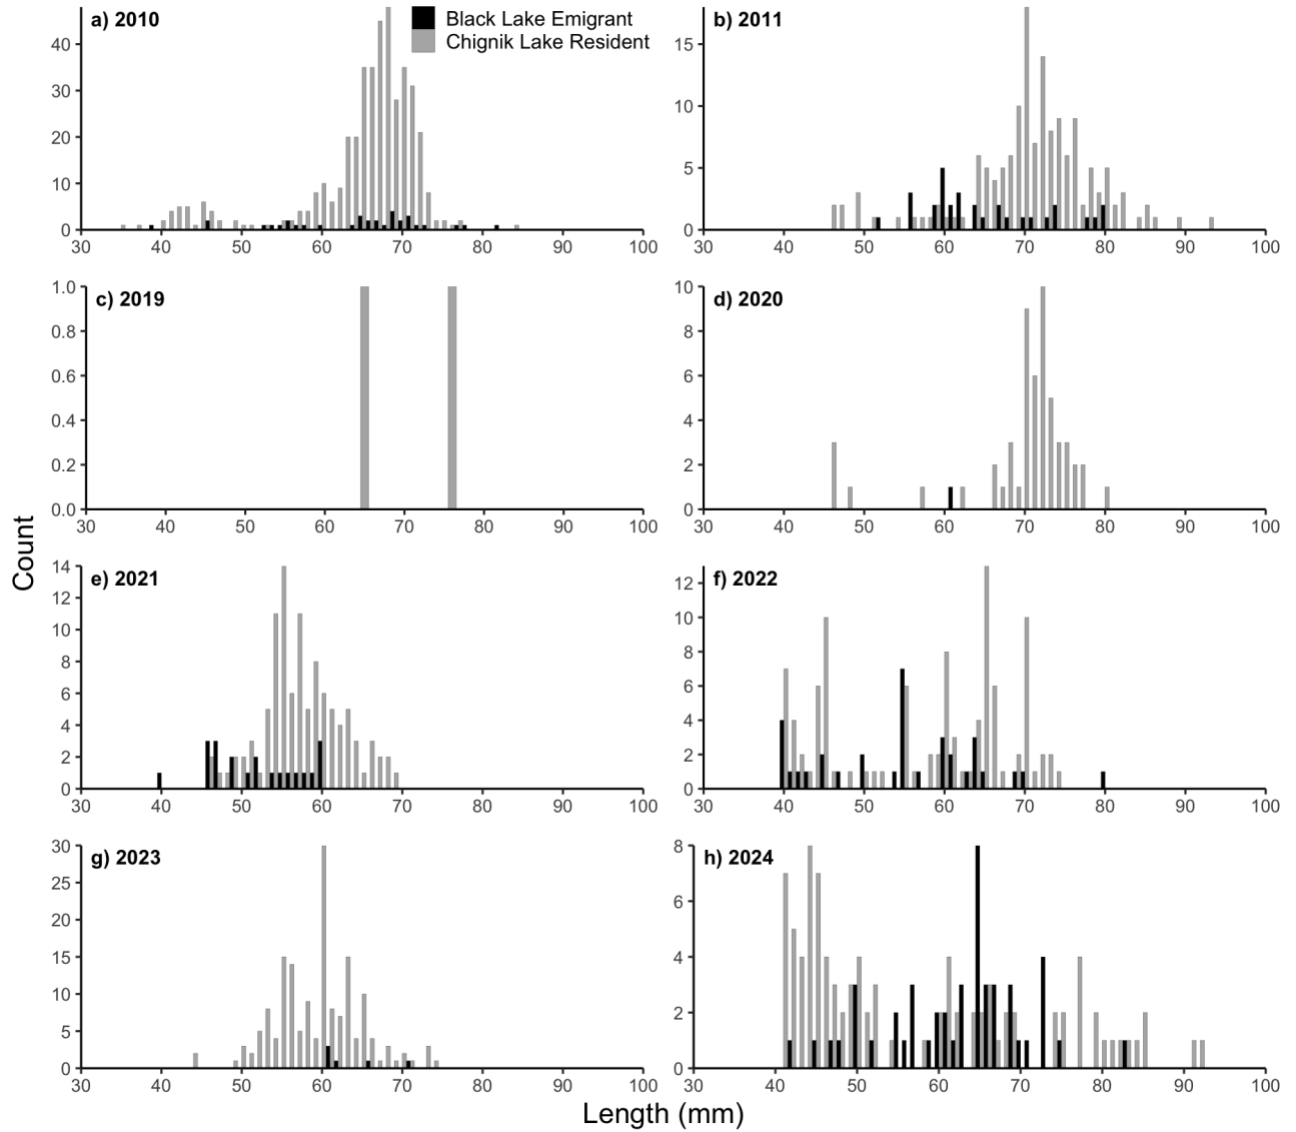 a) 2010
Black Lake Emigrant
Chignik Lake Resident
40
30
20
10
0
30 40 50 60 70 80 90 100
b) 2011
15
10
5
0
30 40 50 60 70 80 90 100
c) 2019
1.0
0.8
0.6
0.4
0.2
0.0
30 40 50 60 70 80 90 100
d) 2020
10
8
6
4
2
0
30 40 50 60 70 80 90 100
Count
e) 2021
14
12
10
8
6
4
2
0
30 40 50 60 70 80 90 100
f) 2022
12
10
8
6
4
2
0
30 40 50 60 70 80 90 100
g) 2023
30
25
20
15
10
5
0
30 40 50 60 70 80 90 100
h) 2024
8
6
4
2
0
30 40 50 60 70 80 90 100
Length (mm)